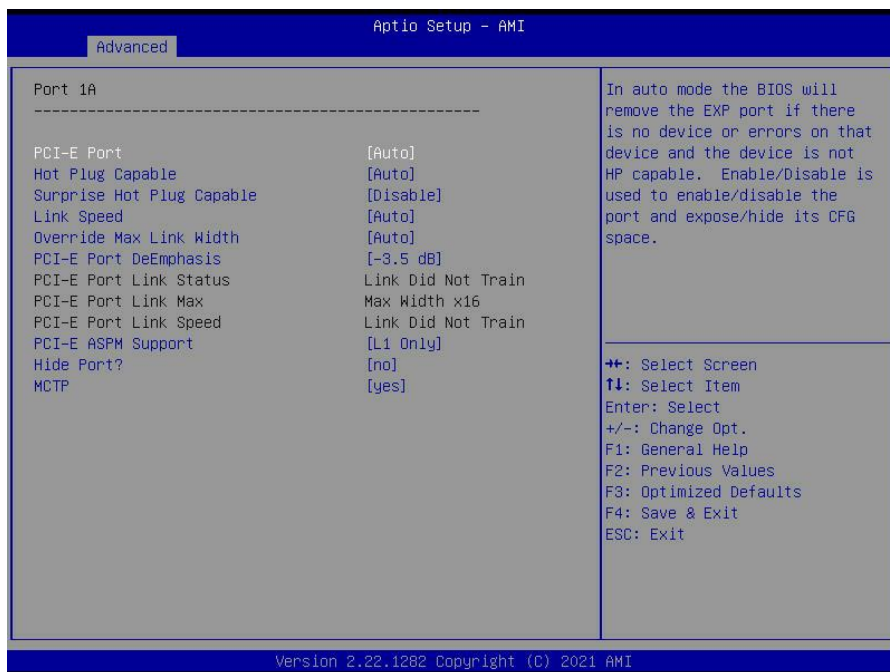 Aptio Setup – AMI
Advanced
Port 1A
--------------------------------------------------
PCI-E Port [Auto]
Hot Plug Capable [Auto]
Surprise Hot Plug Capable [Disable]
Link Speed [Auto]
Override Max Link Width [Auto]
PCI-E Port DeEmphasis [-3.5 dB]
PCI-E Port Link Status Link Did Not Train
PCI-E Port Link Max Max Width x16
PCI-E Port Link Speed Link Did Not Train
PCI-E ASPM Support [L1 Only]
Hide Port? [no]
MCTP [yes]
In auto mode the BIOS will
remove the EXP port if there
is no device or errors on that
device and the device is not
HP capable. Enable/Disable is
used to enable/disable the
port and expose/hide its CFG
space.
→←: Select Screen
↑↓: Select Item
Enter: Select
+/-: Change Opt.
F1: General Help
F2: Previous Values
F3: Optimized Defaults
F4: Save & Exit
ESC: Exit
Version 2.22.1282 Copyright (C) 2021 AMI